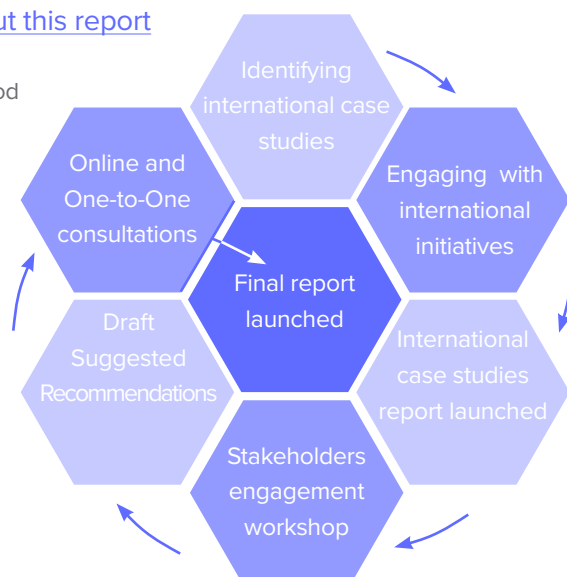 ut this report
od
Identifying
international case
studies
Engaging with
international
initiatives
International
case studies
report launched
Stakeholders
engagement
workshop
Draft
Suggested
Recommendations
Online and
One-to-One
consultations
Final report
launched